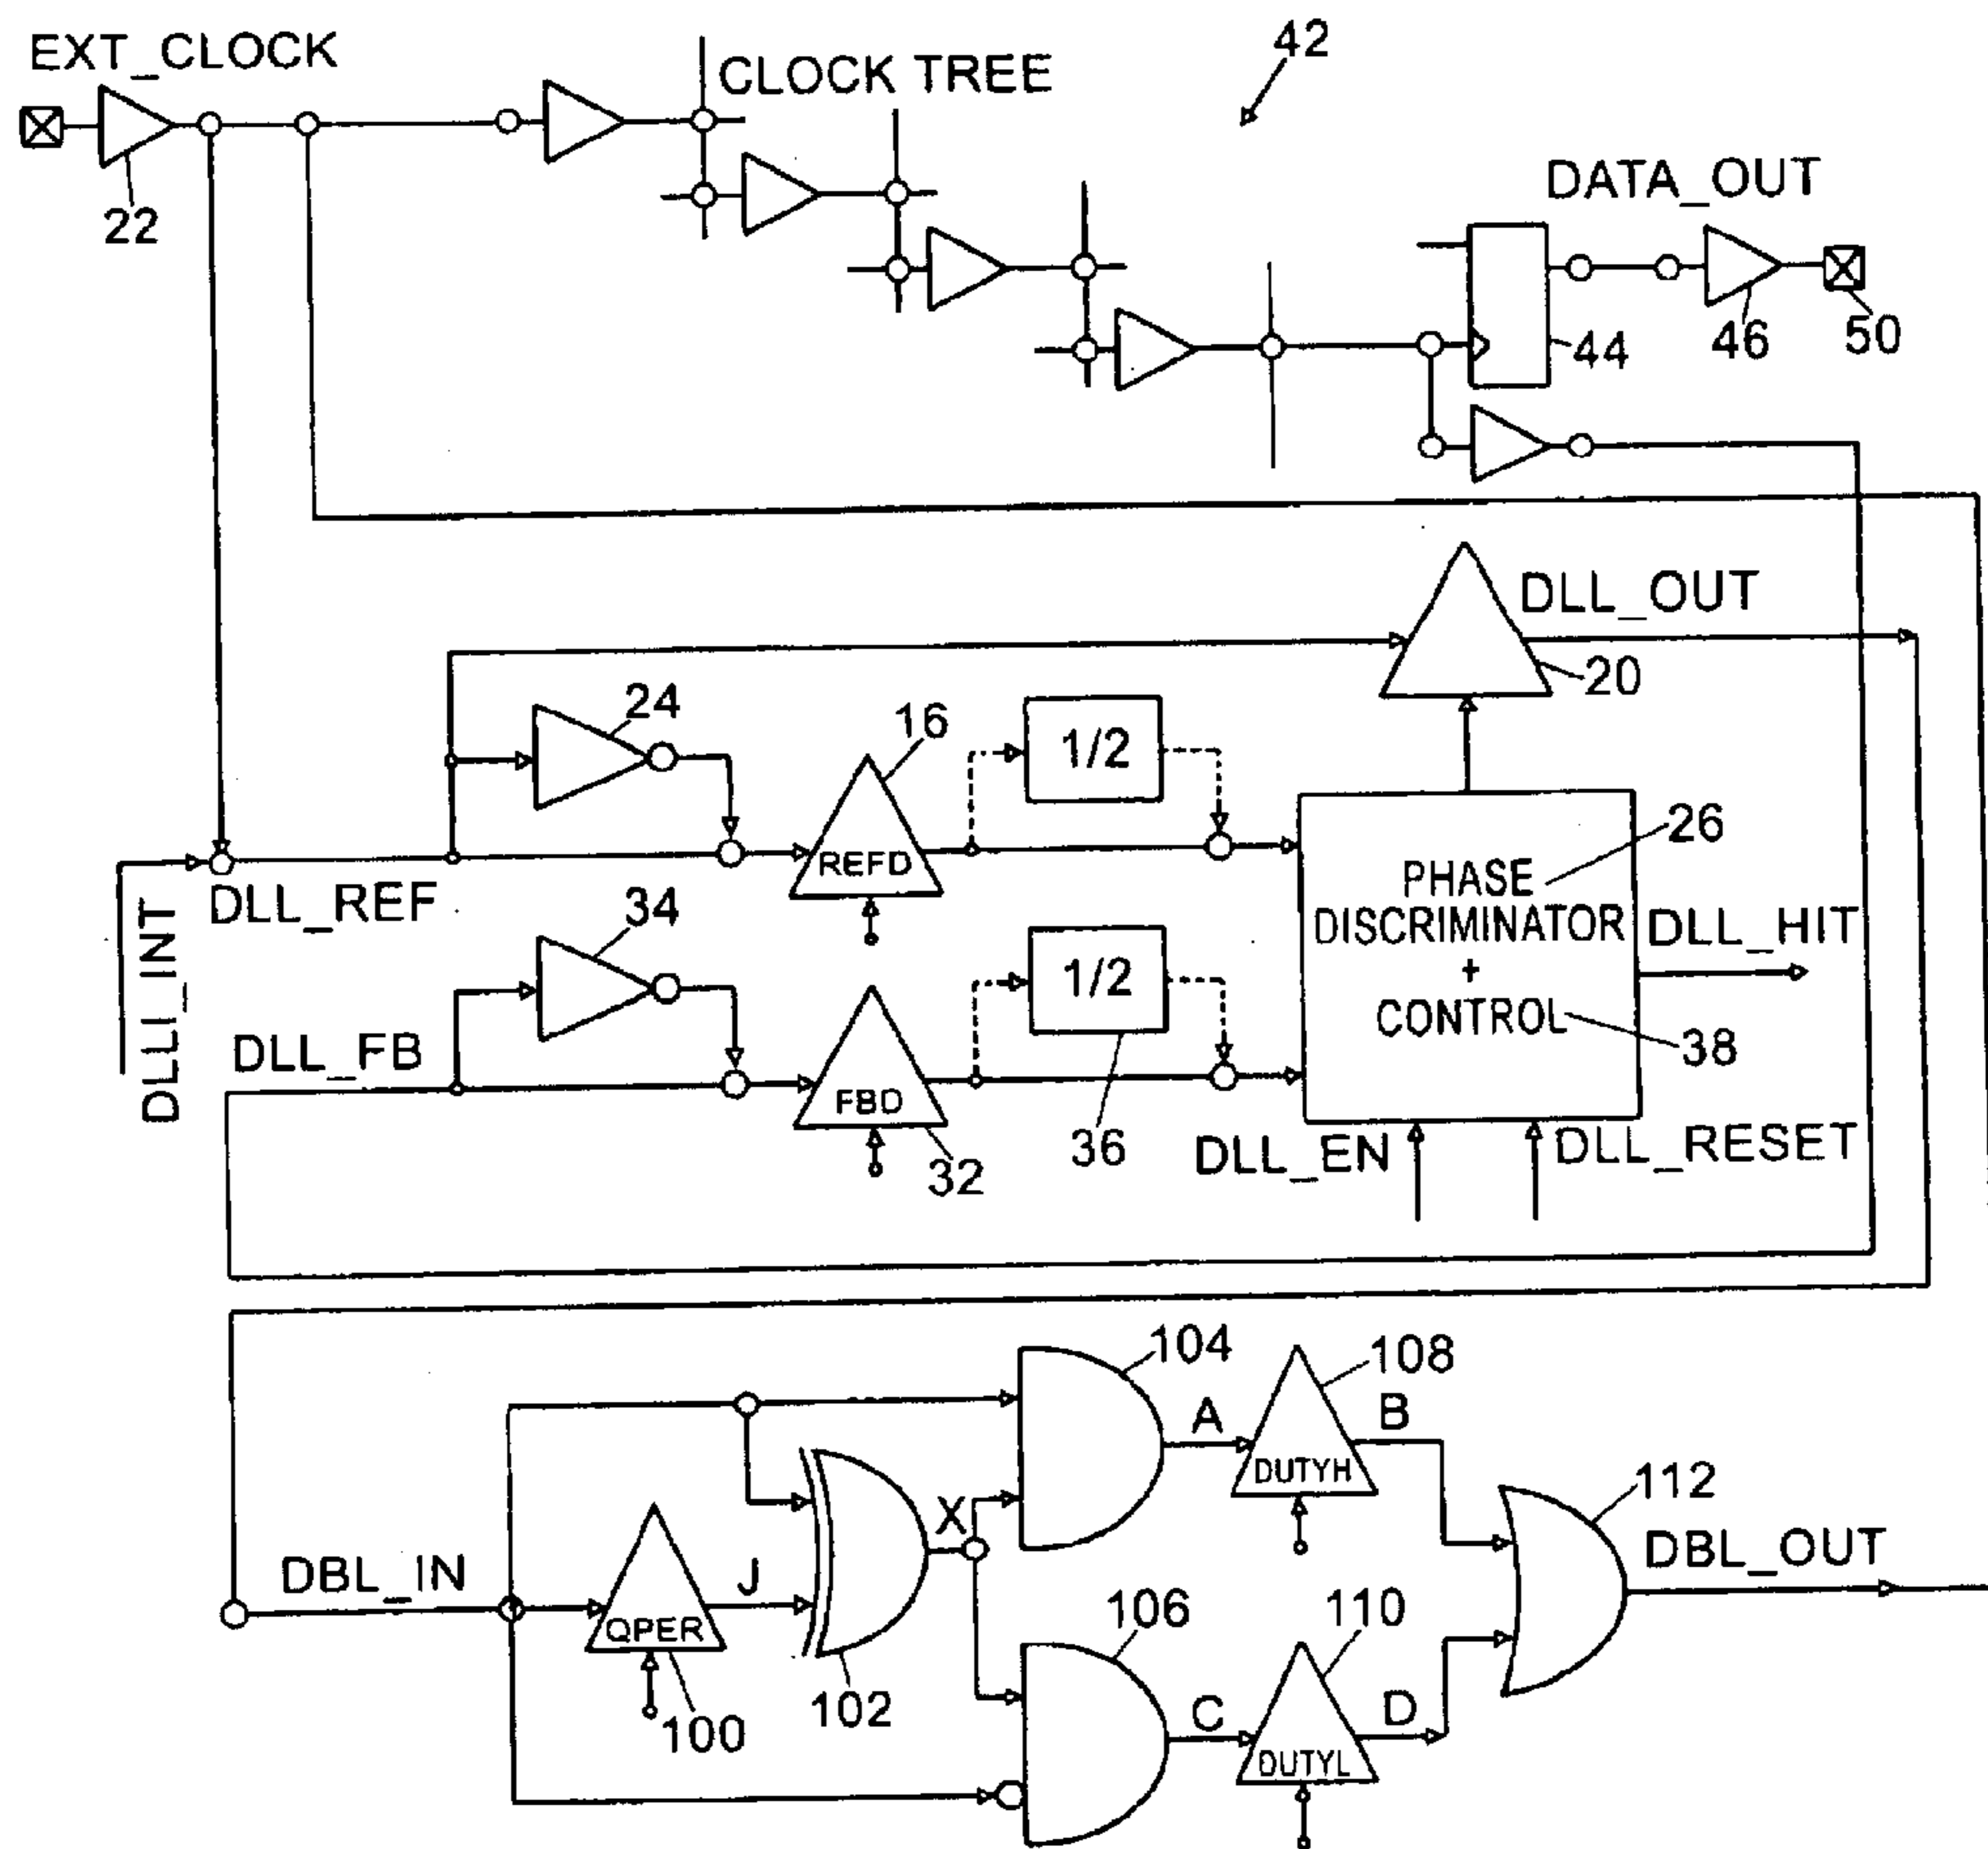 EXT_CLOCK
CLOCK TREE
42
22
DATA_OUT
44
46
50
DLL_OUT
20
24
16
1/2
REFD
26
PHASE
DISCRIMINATOR
+
CONTROL
38
DLL_REF
DLLI_INT
34
DLL_HIT
1/2
DLL_FB
FBD
32
36
DLL_EN
DLL_RESET
104
108
A
B
DUTYH
112
X
DBL_IN
J
QPER
DBL_OUT
106
110
102
100
C
D
DUTYL